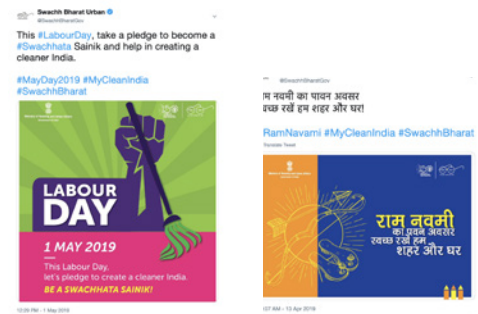 Swachh Bharat Urban
@SwachhBharatGov
This #LabourDay, take a pledge to become a
#Swachhata Sainik and help in creating a
cleaner India.
#MayDay2019 #MyCleanIndia
#SwachhBharat
LABOUR
DAY
1 MAY 2019
This Labour Day,
let's pledge to create a cleaner India.
BE A SWACHHATA SAINIK!
12:05 PM - 1 May 2019
@SwachhBharatGov
म नवमी का पावन अवसर
वच्छ रखें हम शहर और घर!
RamNavami #MyCleanIndia #SwachhBharat
Translate Tweet
राम नवमी
का पावन अवसर
स्वच्छ रखें हम
शहर और घर
:07 AM - 13 Apr 2019